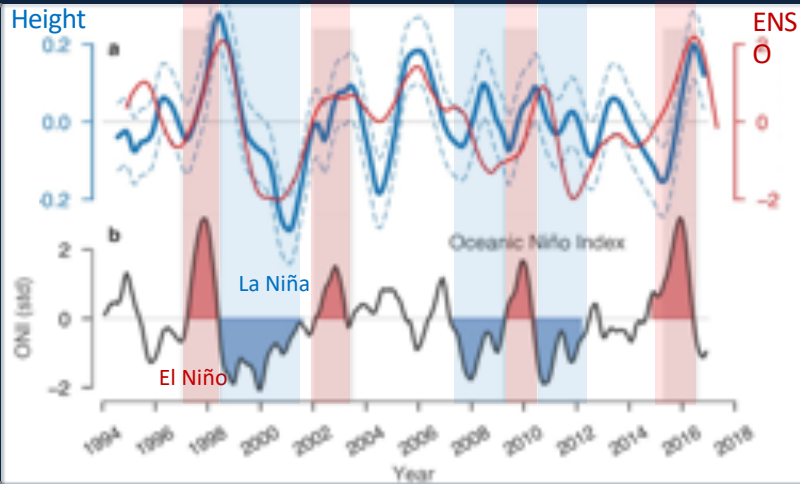 Height
ENS
O
a
0.2
0.0
-0.2
2
0
-2
b
Oceanic Niño Index
La Niña
El Niño
ONI (std)
2
0
-2
1994
1996
1998
2000
2002
2004
2006
2008
2010
2012
2014
2016
2018
Year